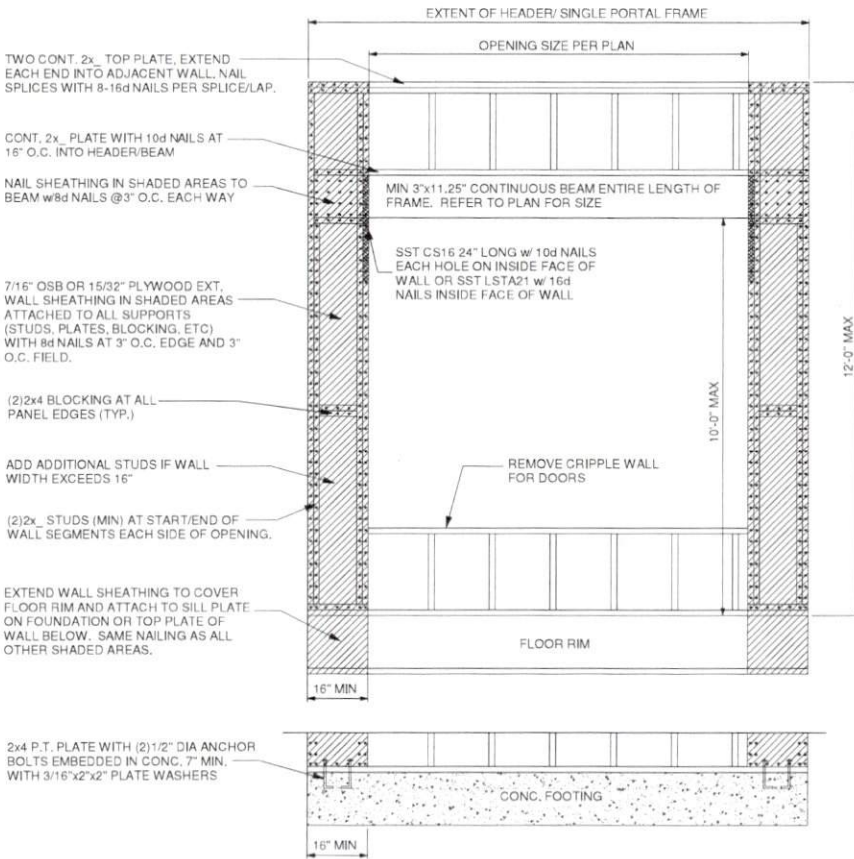 EXTENT OF HEADER/ SINGLE PORTAL FRAME
OPENING SIZE PER PLAN
TWO CONT. 2x_ TOP PLATE, EXTEND
EACH END INTO ADJACENT WALL. NAIL
SPLICES WITH 8-16d NAILS PER SPLICE/LAP.
CONT. 2x_ PLATE WITH 10d NAILS AT
16" O.C. INTO HEADER/BEAM
NAIL SHEATHING IN SHADED AREAS TO
BEAM w/8d NAILS @3" O.C. EACH WAY
MIN 3"x11.25" CONTINUOUS BEAM ENTIRE LENGTH OF
FRAME. REFER TO PLAN FOR SIZE
SST CS16 24" LONG w/ 10d NAILS
EACH HOLE ON INSIDE FACE OF
WALL OR SST LSTA21 w/ 16d
NAILS INSIDE FACE OF WALL
7/16" OSB OR 15/32" PLYWOOD EXT.
WALL SHEATHING IN SHADED AREAS
ATTACHED TO ALL SUPPORTS
(STUDS, PLATES, BLOCKING, ETC)
WITH 8d NAILS AT 3" O.C. EDGE AND 3"
O.C. FIELD.
12'-0" MAX
10'-0" MAX
(2)2x4 BLOCKING AT ALL
PANEL EDGES (TYP.)
ADD ADDITIONAL STUDS IF WALL
WIDTH EXCEEDS 16"
REMOVE CRIPPLE WALL
FOR DOORS
(2)2x_ STUDS (MIN) AT START/END OF
WALL SEGMENTS EACH SIDE OF OPENING.
EXTEND WALL SHEATHING TO COVER
FLOOR RIM AND ATTACH TO SILL PLATE
ON FOUNDATION OR TOP PLATE OF
WALL BELOW. SAME NAILING AS ALL
OTHER SHADED AREAS.
FLOOR RIM
16" MIN
2x4 P.T. PLATE WITH (2)1/2" DIA ANCHOR
BOLTS EMBEDDED IN CONC. 7" MIN.
WITH 3/16"x2"x2" PLATE WASHERS
CONC. FOOTING
16" MIN